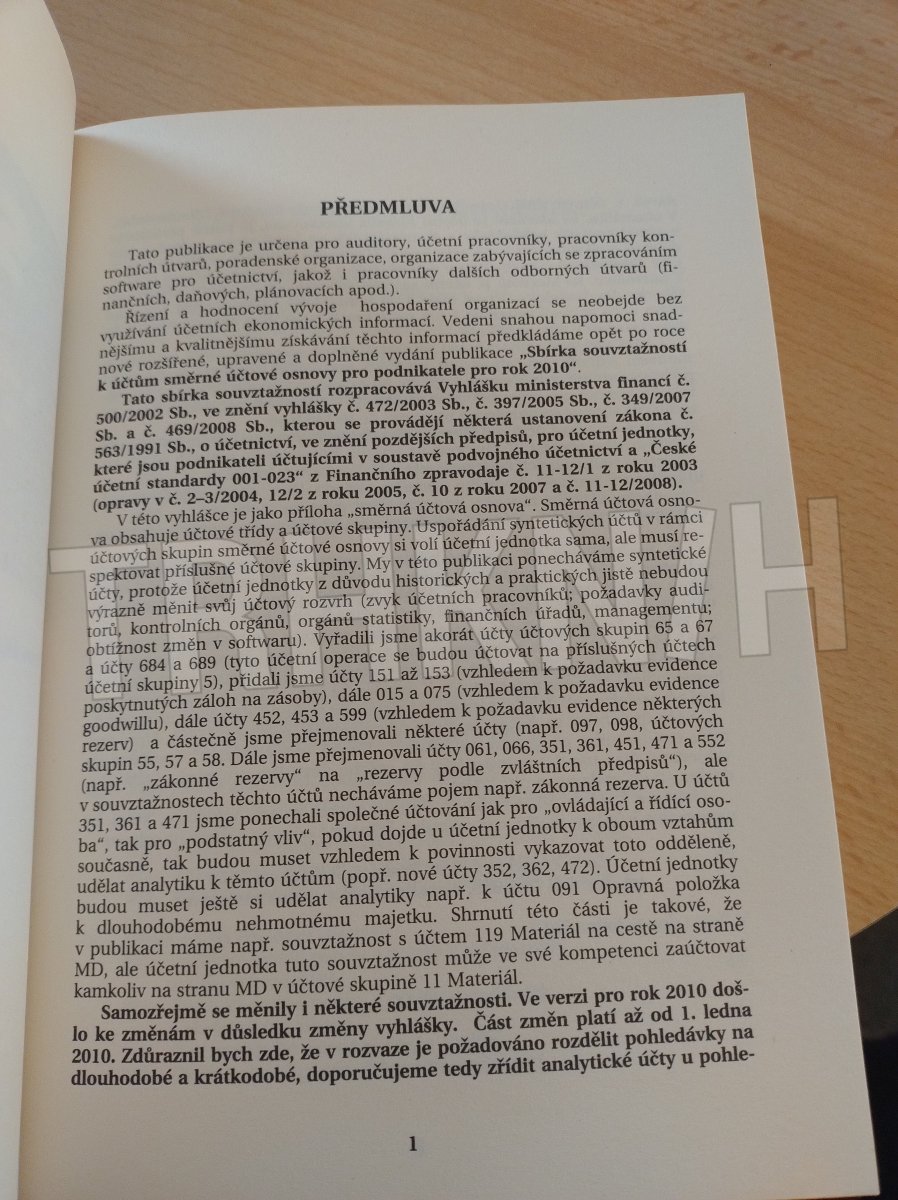 PŘEDMLUVA
Tato publikace je určena pro auditory, účetní pracovníky, pracovníky kon-
trolních útvarů, poradenské organizace, organizace zabývajících se zpracováním
software pro účetnictví, jakož i pracovníky dalších odborných útvarů (fi-
nančních, daňových, plánovacích apod.).
Řízení a hodnocení vývoje hospodaření organizací se neobejde bez
využívání účetních ekonomických informací. Vedeni snahou napomoci snad-
nějšímu a kvalitnějšímu získávání těchto informací předkládáme opět po roce
nové rozšířené, upravené a doplněné vydání publikace „Sbírka souvztažností
k účtům směrné účtové osnovy pro podnikatele pro rok 2010“.
Tato sbírka souvztažností rozpracovává Vyhlášku ministerstva financí č.
500/2002 Sb., ve znění vyhlášky č. 472/2003 Sb., č. 397/2005 Sb., č. 349/2007
Sb. a č. 469/2008 Sb., kterou se provádějí některá ustanovení zákona č.
563/1991 Sb., o účetnictví, ve znění pozdějších předpisů, pro účetní jednotky,
které jsou podnikateli účtujícími v soustavě podvojného účetnictví a „České
účetní standardy 001-023“ z Finančního zpravodaje č. 11-12/1 z roku 2003
(opravy v č. 2–3/2004, 12/2 z roku 2005, č. 10 z roku 2007 a č. 11-12/2008).
V této vyhlášce je jako příloha „směrná účtová osnova“. Směrná účtová osno-
va obsahuje účtové třídy a účtové skupiny. Uspořádání syntetických účtů v rámci
účtových skupin směrné účtové osnovy si volí účetní jednotka sama, ale musí re-
spektovat příslušné účtové skupiny. My v této publikaci ponecháváme syntetické
účty, protože účetní jednotky z důvodu historických a praktických jistě nebudou
výrazně měnit svůj účtový rozvrh (zvyk účetních pracovníků; požadavky audi-
torů, kontrolních orgánů, orgánů statistiky, finančních úřadů, managementu;
obtížnost změn v softwaru). Vyřadili jsme akorát účty účtových skupin 65 a 67
a účty 684 a 689 (tyto účetní operace se budou účtovat na příslušných účtech
účetní skupiny 5), přidali jsme účty 151 až 153 (vzhledem k požadavku evidence
poskytnutých záloh na zásoby), dále 015 a 075 (vzhledem k požadavku evidence
goodwillu), dále účty 452, 453 a 599 (vzhledem k požadavku evidence některých
rezerv) a částečně jsme přejmenovali některé účty (např. 097, 098, účtových
skupin 55, 57 a 58. Dále jsme přejmenovali účty 061, 066, 351, 361, 451, 471 a 552
(např. „zákonné rezervy“ na „rezervy podle zvláštních předpisů“), ale
v souvztažnostech těchto účtů necháváme pojem např. zákonná rezerva. U účtů
351, 361 a 471 jsme ponechali společné účtování jak pro „ovládající a řídící oso-
ba“, tak pro „podstatný vliv“, pokud dojde u účetní jednotky k oboum vztahům
současně, tak budou muset vzhledem k povinnosti vykazovat toto odděleně,
udělat analytiku k těmto účtům (popř. nové účty 352, 362, 472). Účetní jednotky
budou muset ještě si udělat analytiky např. k účtu 091 Opravná položka
k dlouhodobému nehmotnému majetku. Shrnutí této části je takové, že
v publikaci máme např. souvztažnost s účtem 119 Materiál na cestě na straně
MD, ale účetní jednotka tuto souvztažnost může ve své kompetenci zaúčtovat
kamkoliv na stranu MD v účtové skupině 11 Materiál.
Samozřejmě se měnily i některé souvztažnosti. Ve verzi pro rok 2010 doš-
lo ke změnám v důsledku změny vyhlášky. Část změn platí až od 1. ledna
2010. Zdůraznil bych zde, že v rozvaze je požadováno rozdělit pohledávky na
dlouhodobé a krátkodobé, doporučujeme tedy zřídit analytické účty u pohle-
1